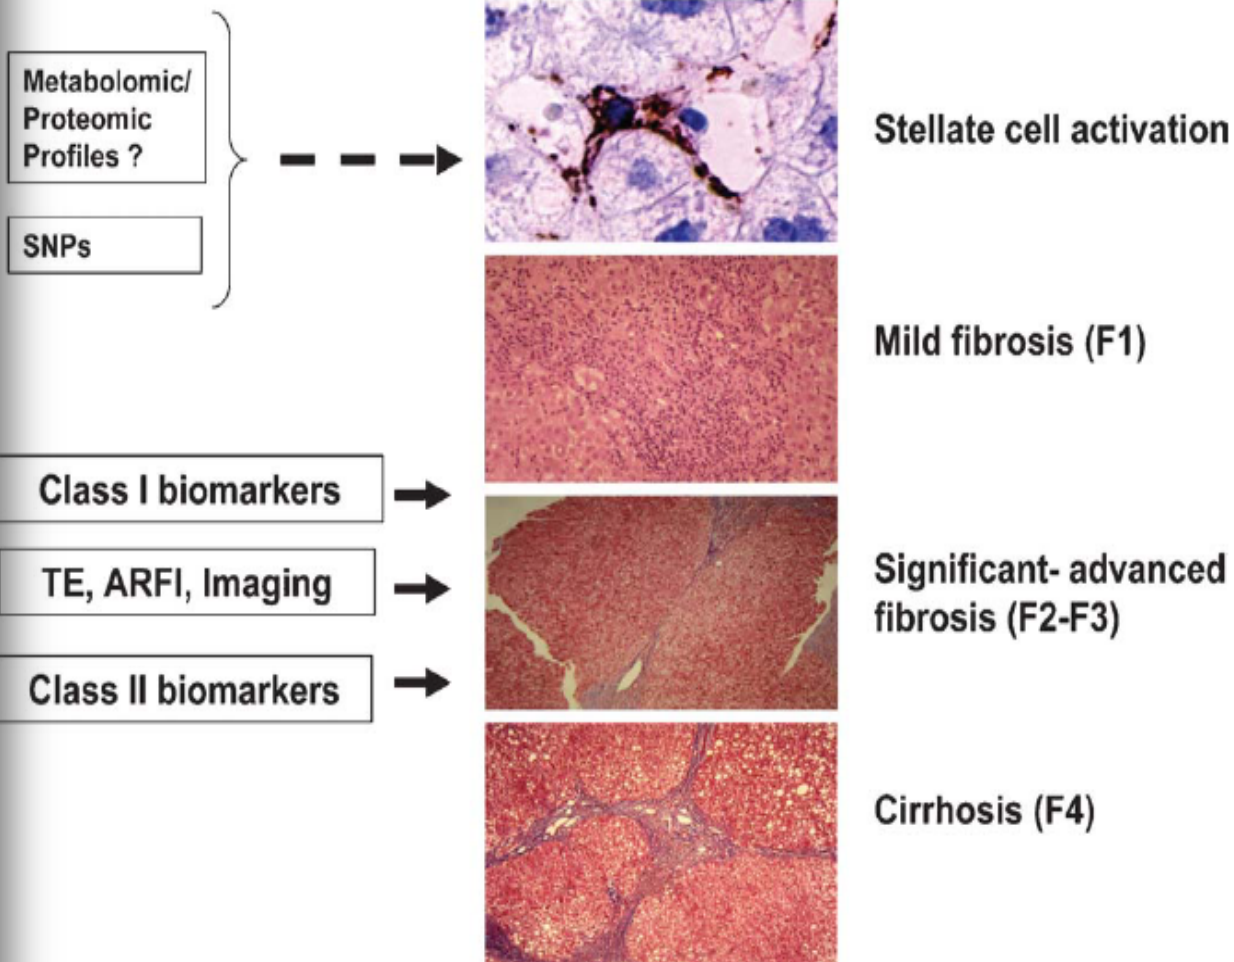 Metabolomic/
Proteomic
Profiles ?
SNPs
Stellate cell activation
Mild fibrosis (F1)
Class I biomarkers
TE, ARFI, Imaging
Class II biomarkers
Significant- advanced
fibrosis (F2-F3)
Cirrhosis (F4)